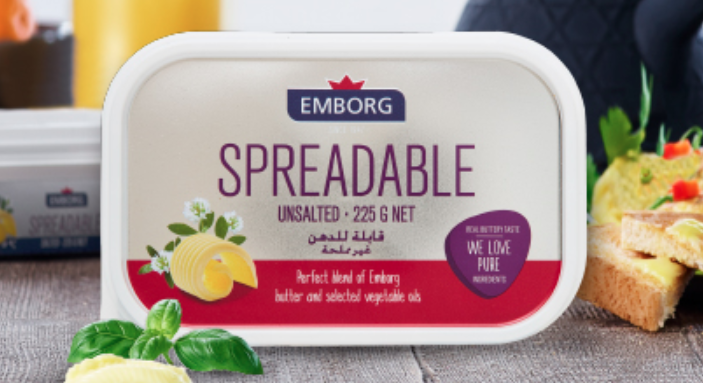 EMBORG
SPREADABLE
UNSALTED • 225 G NET
قابلة للدهن
غير مملحة
REAL BUTTERY TASTE
WE LOVE
PURE
INGREDIENTS
Perfect blend of Emborg
butter and selected vegetable oils
SPREADABLE